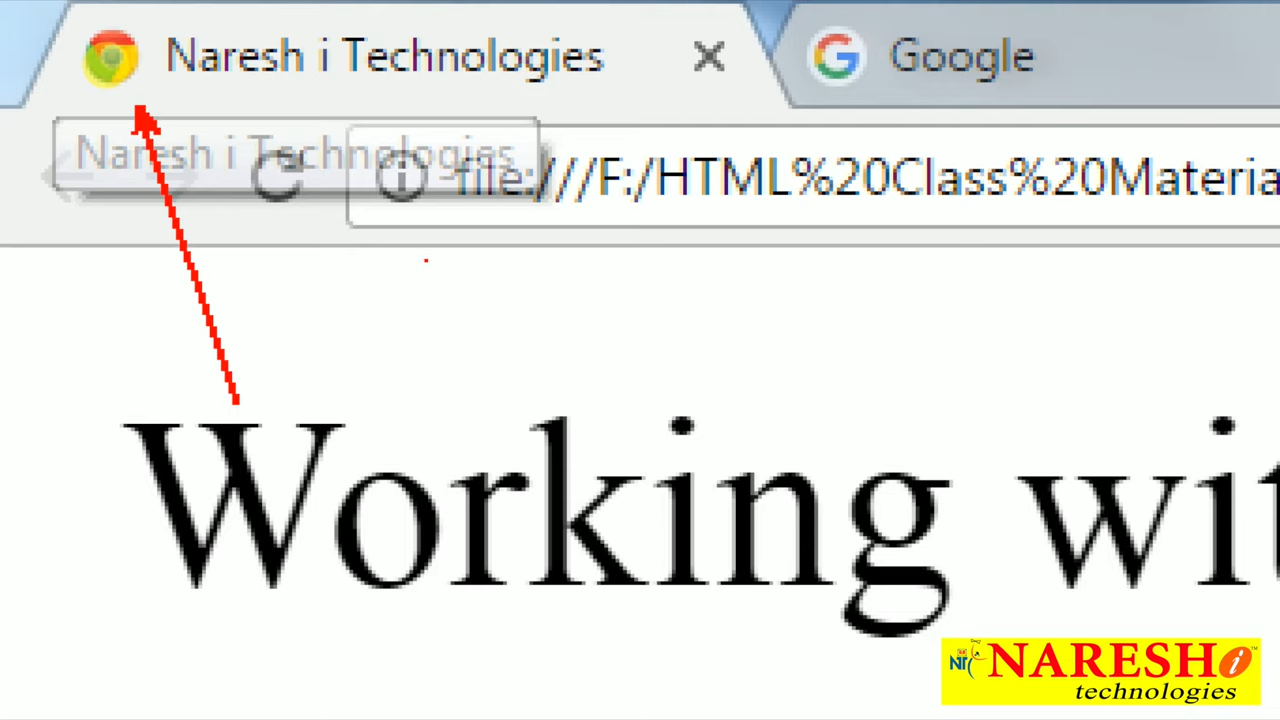 Naresh i Technologies
Google
Naresh i Technologies
file:///F:/HTML%20Class%20Materia
Working wit
NARESH i
technologies